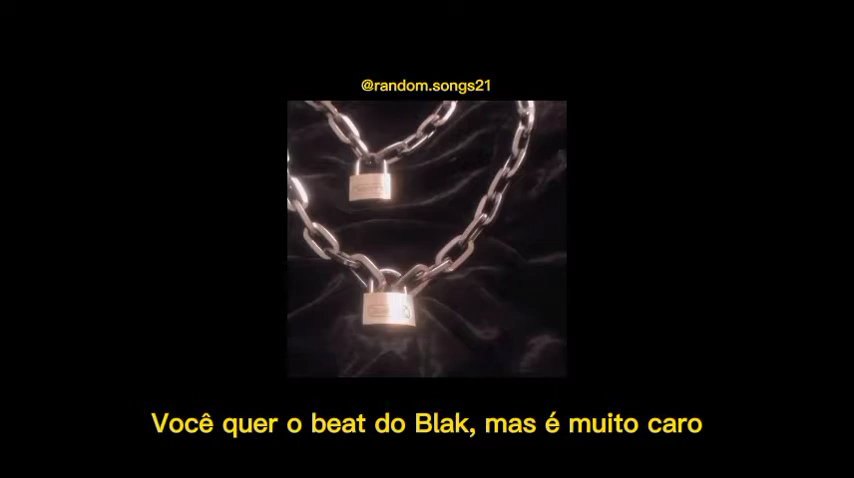 @random.songs21
Você quer o beat do Blak, mas é muito caro